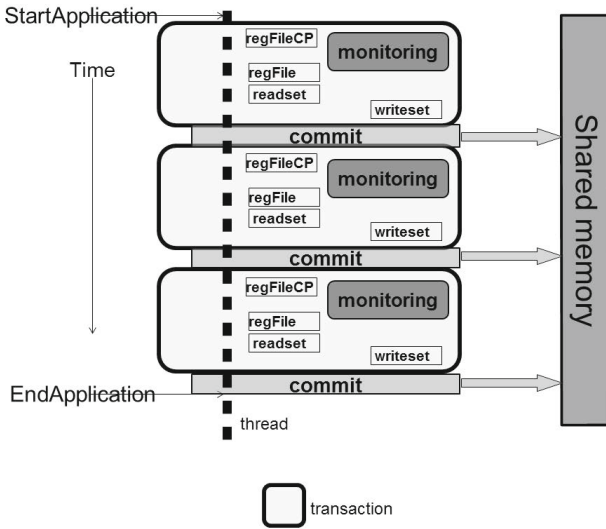 StartApplication
Time
regFileCP
monitoring
regFile
readset
writeset
commit
regFileCP
monitoring
regFile
readset
writeset
commit
regFileCP
monitoring
regFile
readset
writeset
commit
EndApplication
thread
Shared memory
transaction